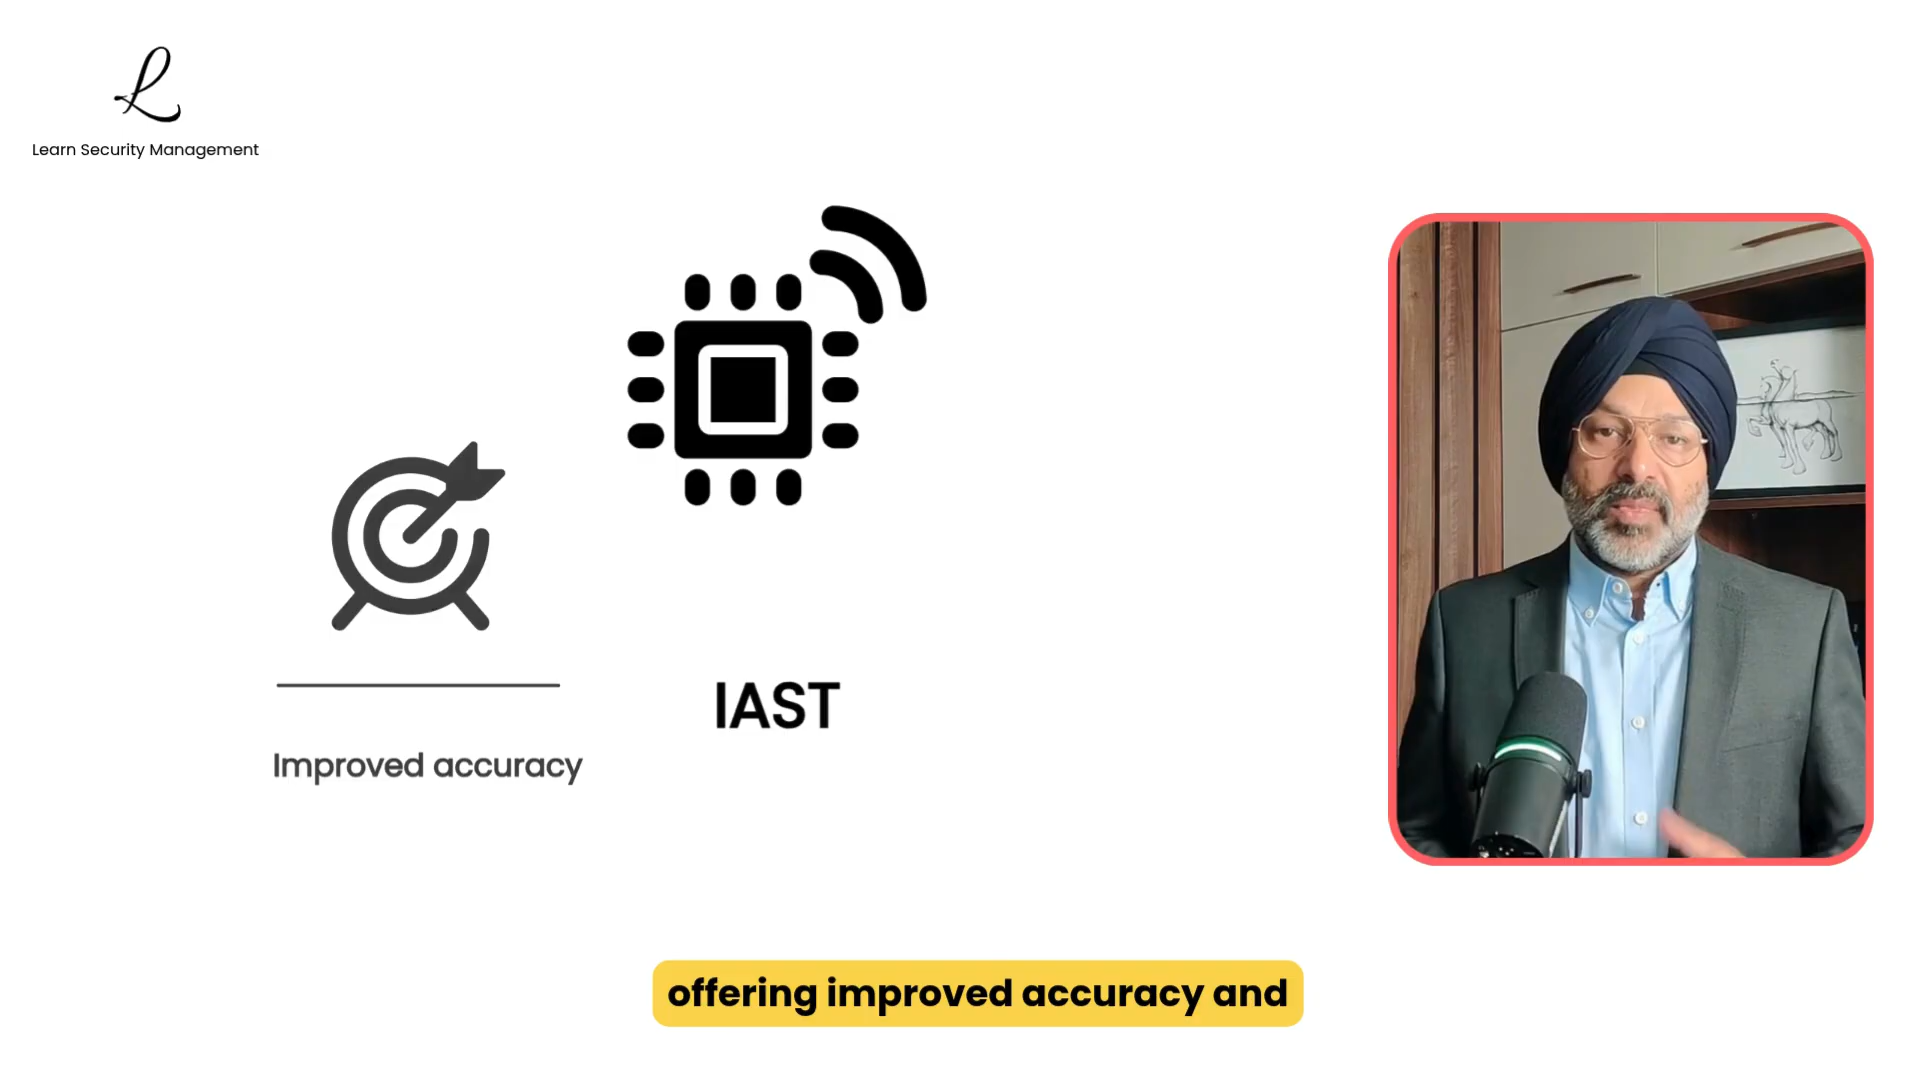 L
Learn Security Management
IAST
Improved accuracy
offering improved accuracy and